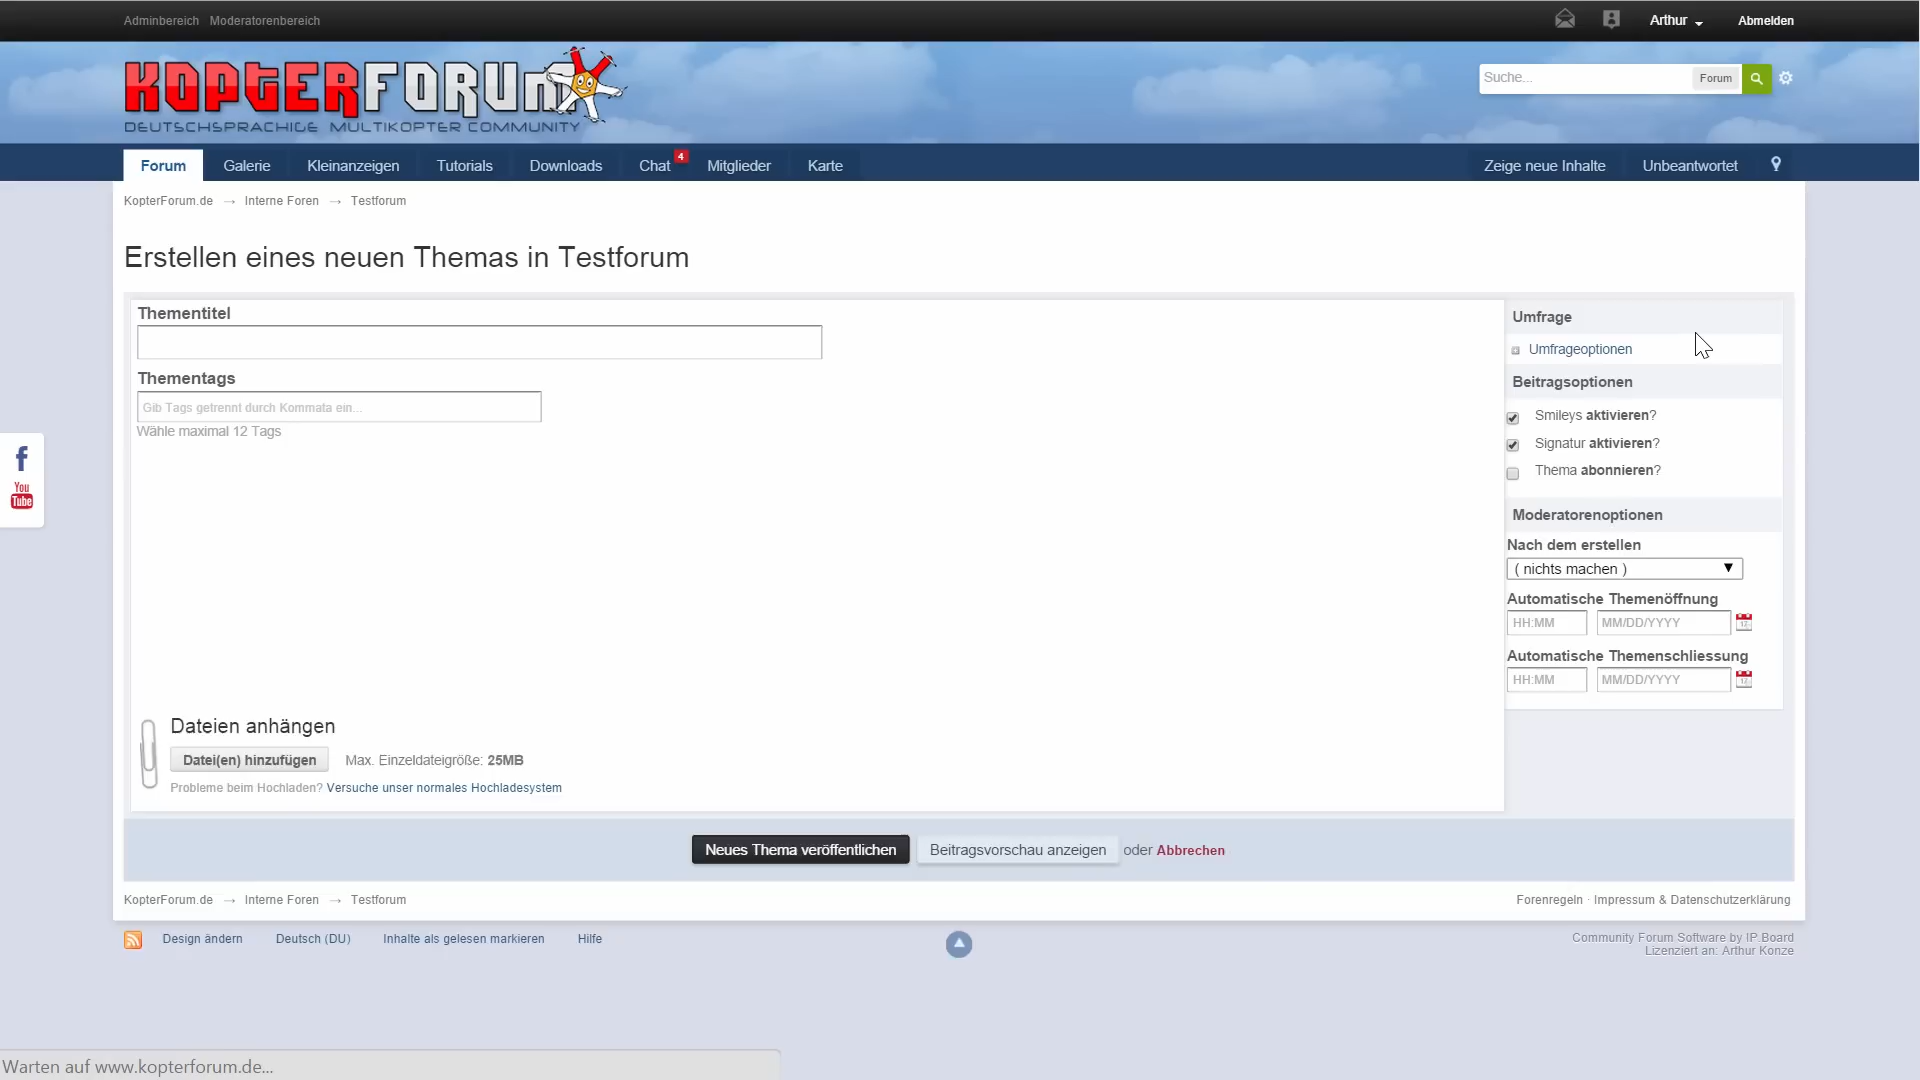 Adminbereich Moderatorenbereich
Arthur
Abmelden
KOPTERFORUM
DEUTSCHSPRACHIGE MULTIKOPTER COMMUNITY
Suche... Forum
Forum Galerie Kleinanzeigen Tutorials Downloads Chat 4 Mitglieder Karte Zeige neue Inhalte Unbeantwortet
KopterForum.de → Interne Foren → Testforum
Erstellen eines neuen Themas in Testforum
Thementitel
Thementags
Gib Tags getrennt durch Kommata ein...
Wähle maximal 12 Tags
Umfrage
Umfrageoptionen
Beitragsoptionen
Smileys aktivieren?
Signatur aktivieren?
Thema abonnieren?
Moderatorenoptionen
Nach dem erstellen
( nichts machen )
Automatische Themenöffnung
HH:MM MM/DD/YYYY 12
Automatische Themenschliessung
HH:MM MM/DD/YYYY 12
f
You
Tube
Dateien anhängen
Datei(en) hinzufügen Max. Einzeldateigröße: 25MB
Probleme beim Hochladen? Versuche unser normales Hochladesystem
Neues Thema veröffentlichen Beitragsvorschau anzeigen oder Abbrechen
KopterForum.de → Interne Foren → Testforum
Forenregeln · Impressum & Datenschutzerklärung
Design ändern Deutsch (DU) Inhalte als gelesen markieren Hilfe
Community Forum Software by IP.Board
Lizenziert an: Arthur Konze
Warten auf www.kopterforum.de...